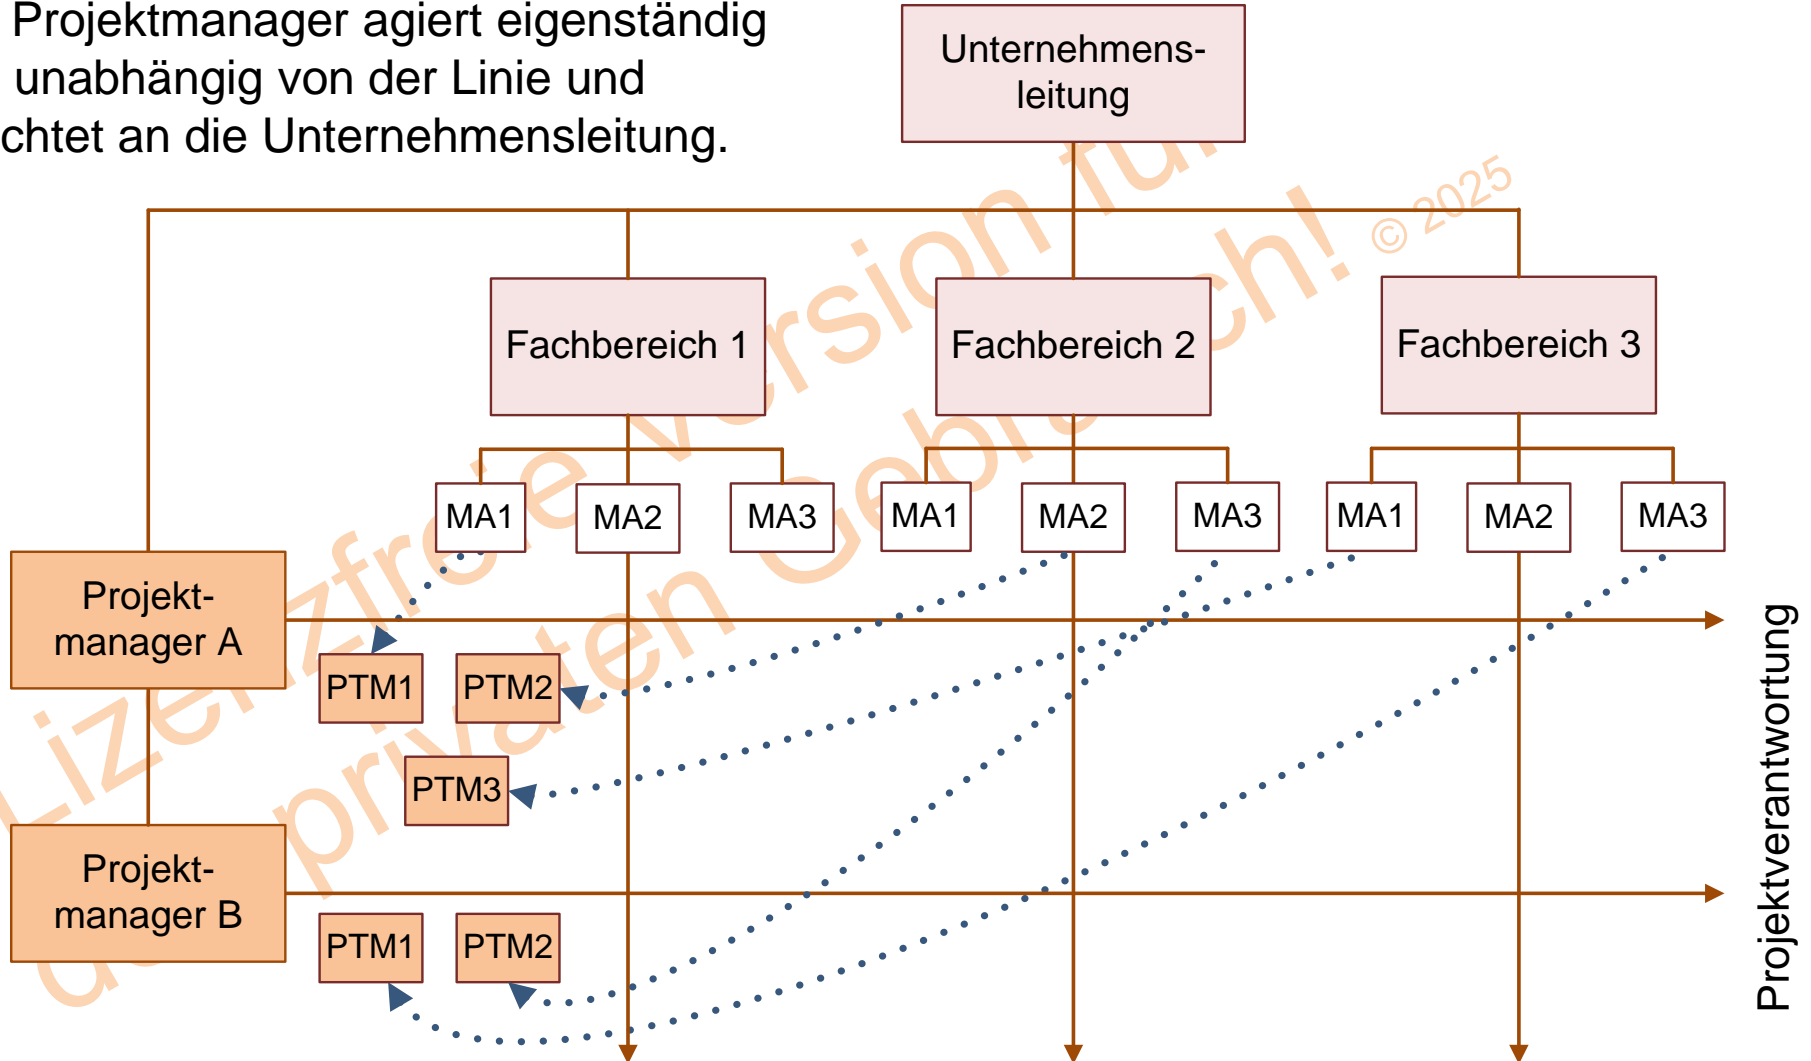 Projektmanager agiert eigenständig
unabhängig von der Linie und
chtet an die Unternehmensleitung.
Unternehmens-
leitung
© 2025
Fachbereich 1
Fachbereich 2
Fachbereich 3
MA1
MA2
MA3
MA1
MA2
MA3
MA1
MA2
MA3
Projekt-
manager A
PTM1
PTM2
PTM3
Projekt-
manager B
PTM1
PTM2
Projektverantwortung
Lizenzfreie Version für
privaten Gebrauch!